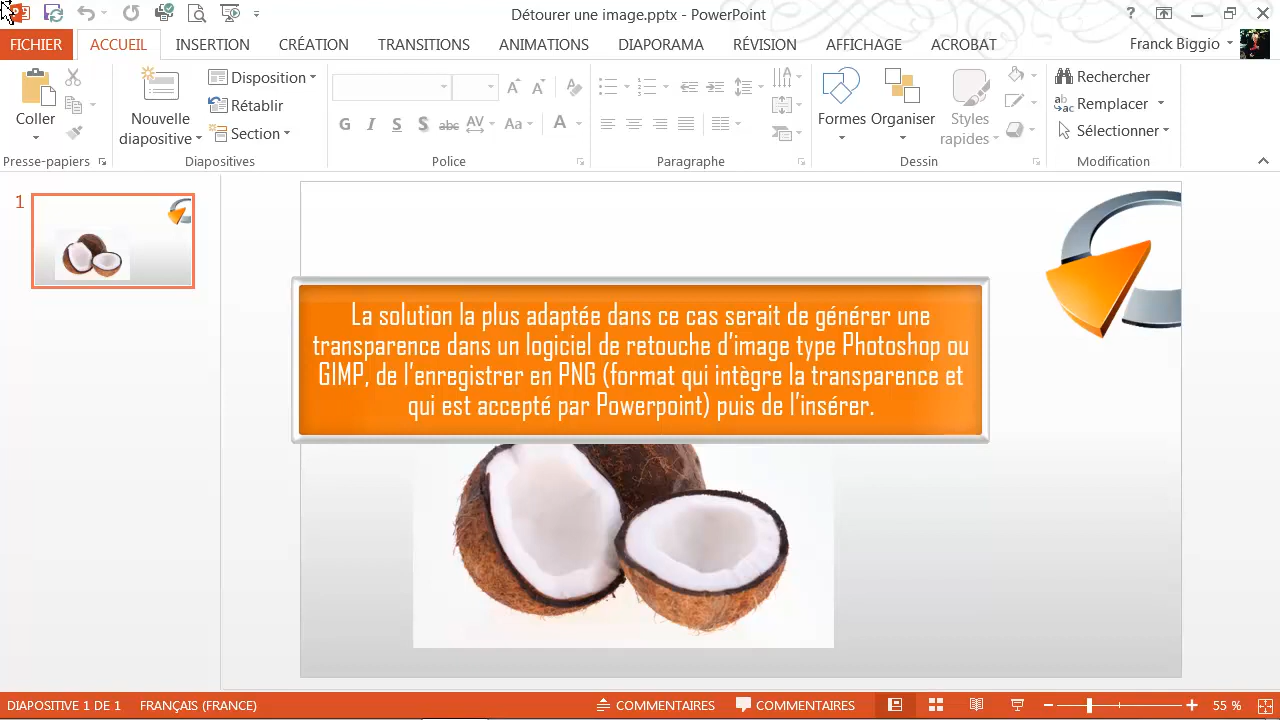 Détourer une image.pptx - PowerPoint
?
FICHIER ACCUEIL INSERTION CRÉATION TRANSITIONS ANIMATIONS DIAPORAMA RÉVISION AFFICHAGE ACROBAT Franck Biggio
Coller
Presse-papiers
Nouvelle
diapositive
Disposition
Rétablir
Section
Diapositives
G I S S abc AV Aa A
Police
Paragraphe
Formes
Organiser
Styles
rapides
Dessin
Rechercher
Remplacer
Sélectionner
Modification
1
La solution la plus adaptée dans ce cas serait de générer une
transparence dans un logiciel de retouche d'image type Photoshop ou
GIMP, de l'enregistrer en PNG (format qui intègre la transparence et
qui est accepté par Powerpoint) puis de l'insérer.
DIAPOSITIVE 1 DE 1 FRANÇAIS (FRANCE) COMMENTAIRES COMMENTAIRES 55 %